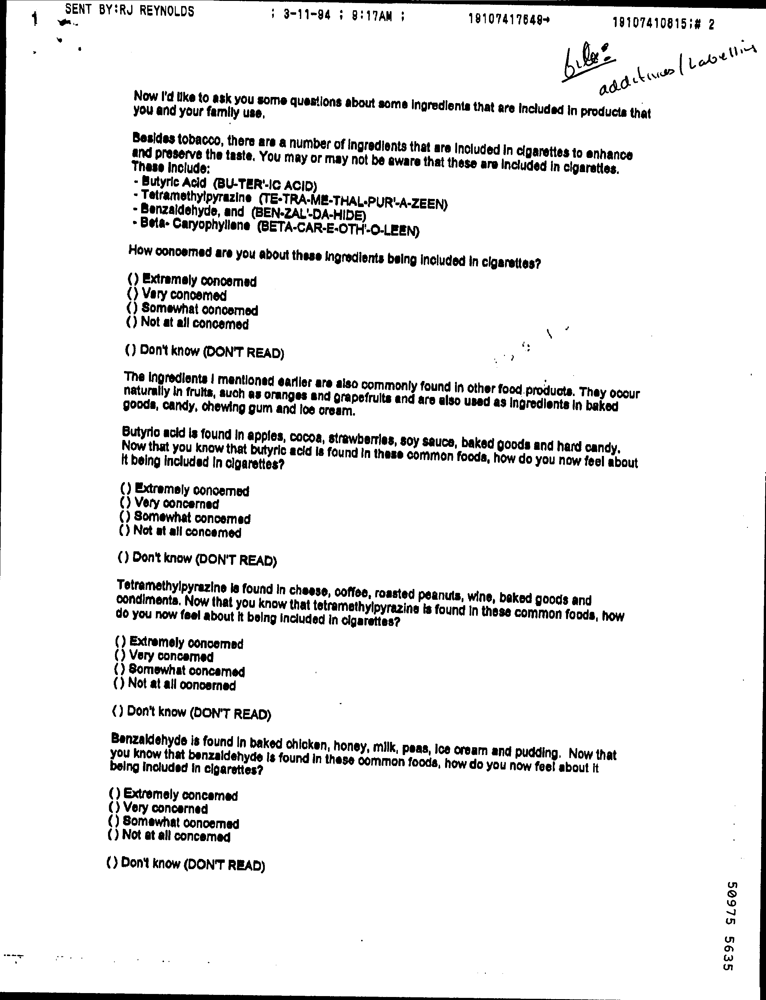 1 SENT BY:RJ REYNOLDS ; 3-11-94 ; 9:17AM ; 19107417649→ 19107410815;# 2
file:
additives/Labelling
Now I'd like to ask you some questions about some ingredients that are included in products that
you and your family use.
Besides tobacco, there are a number of ingredients that are included in cigarettes to enhance
and preserve the taste. You may or may not be aware that these are included in cigarettes.
These include:
- Butyric Acid (BU-TER'-IC ACID)
- Tetramethylpyrazine (TE-TRA-ME-THAL-PUR'-A-ZEEN)
- Benzaldehyde, and (BEN-ZAL'-DA-HIDE)
- Beta- Caryophyllene (BETA-CAR-E-OTH'-O-LEEN)
How concerned are you about these ingredients being included in cigarettes?
() Extremely concerned
() Very concerned
() Somewhat concerned
() Not at all concerned
() Don't know (DON'T READ)
The ingredients I mentioned earlier are also commonly found in other food products. They occur
naturally in fruits, such as oranges and grapefruits and are also used as ingredients in baked
goods, candy, chewing gum and ice cream.
Butyric acid is found in apples, cocoa, strawberries, soy sauce, baked goods and hard candy.
Now that you know that butyric acid is found in these common foods, how do you now feel about
it being included in cigarettes?
() Extremely concerned
() Very concerned
() Somewhat concerned
() Not at all concerned
() Don't know (DON'T READ)
Tetramethylpyrazine is found in cheese, coffee, roasted peanuts, wine, baked goods and
condiments. Now that you know that tetramethylpyrazine is found in these common foods, how
do you now feel about it being included in cigarettes?
() Extremely concerned
() Very concerned
() Somewhat concerned
() Not at all concerned
() Don't know (DON'T READ)
Benzaldehyde is found in baked chicken, honey, milk, peas, ice cream and pudding. Now that
you know that benzaldehyde is found in these common foods, how do you now feel about it
being included in cigarettes?
() Extremely concerned
() Very concerned
() Somewhat concerned
() Not at all concerned
() Don't know (DON'T READ)
50975 5635